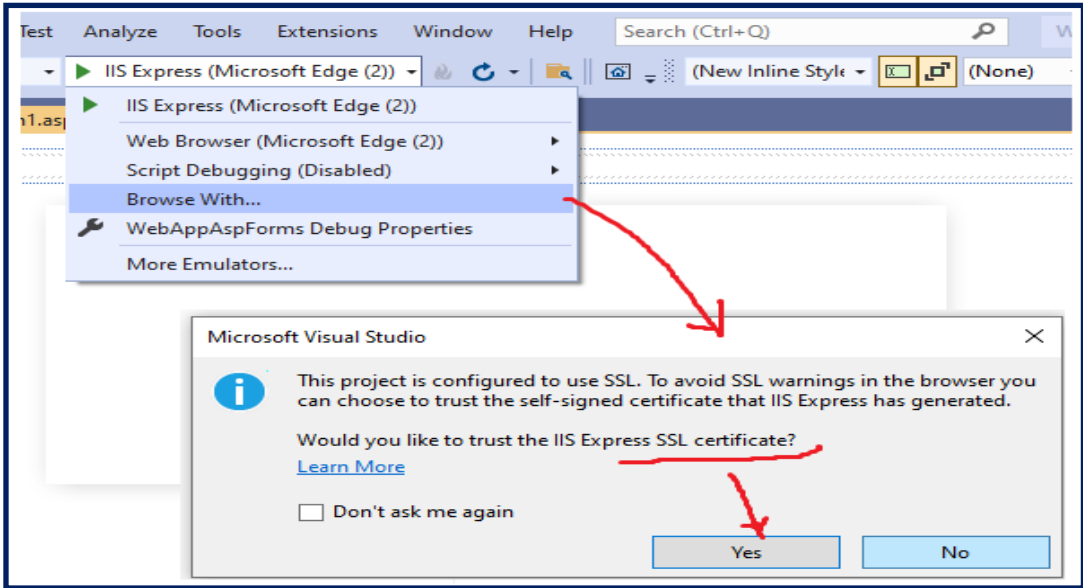 Test Analyze Tools Extensions Window Help Search (Ctrl+Q)
IIS Express (Microsoft Edge (2)) (New Inline Style (None)
IIS Express (Microsoft Edge (2))
Web Browser (Microsoft Edge (2))
Script Debugging (Disabled)
Browse With...
WebAppAspForms Debug Properties
More Emulators...
Microsoft Visual Studio
This project is configured to use SSL. To avoid SSL warnings in the browser you
can choose to trust the self-signed certificate that IIS Express has generated.
Would you like to trust the IIS Express SSL certificate?
Learn More
Don't ask me again
Yes No